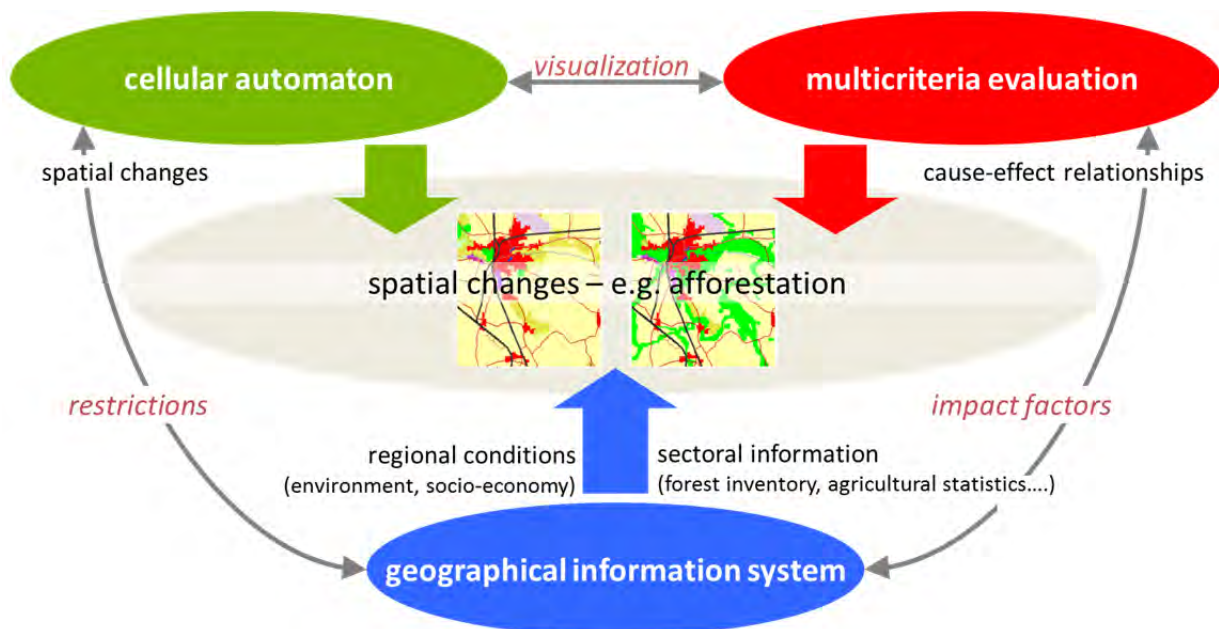 cellular automaton
visualization
multicriteria evaluation
spatial changes
cause-effect relationships
spatial changes – e.g. afforestation
restrictions
impact factors
regional conditions
(environment, socio-economy)
sectoral information
(forest inventory, agricultural statistics....)
geographical information system